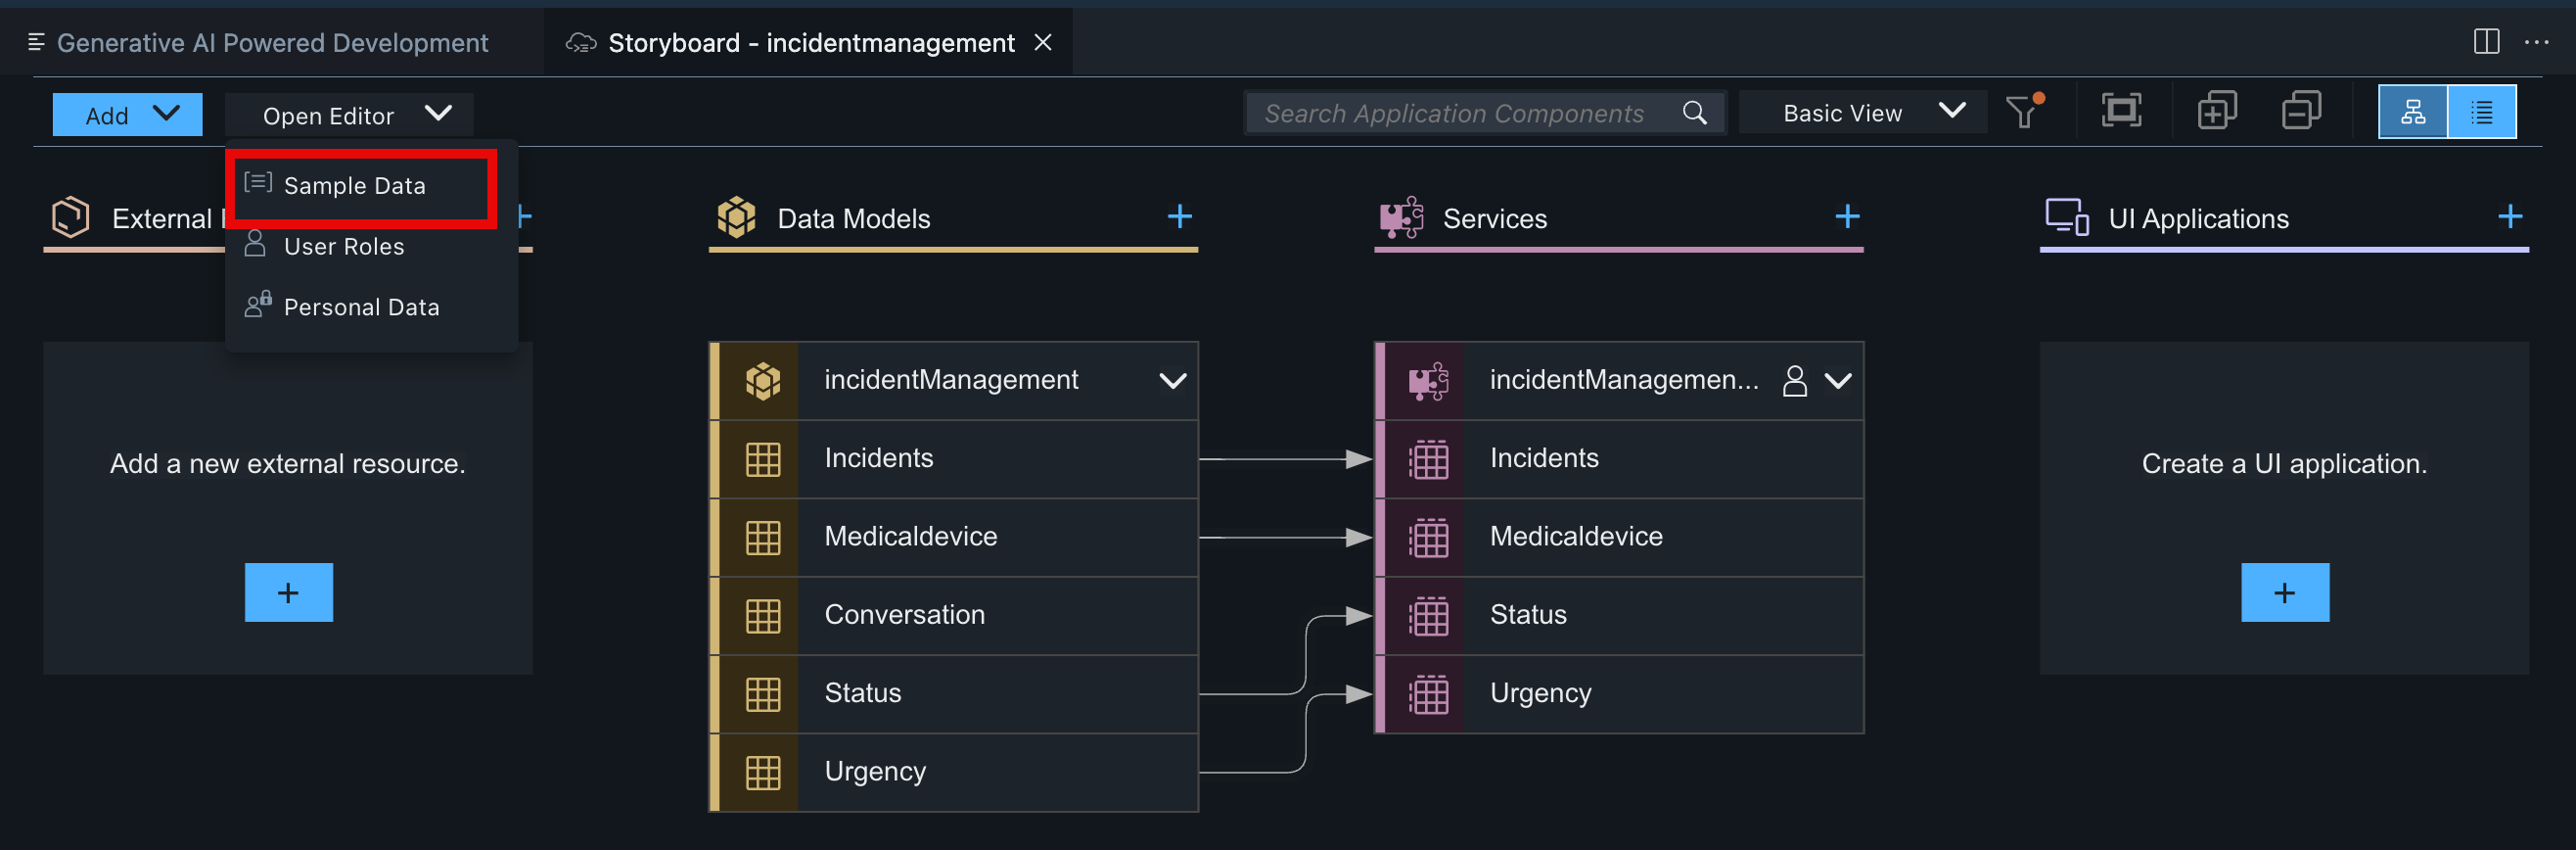 Generative AI Powered Development
Storyboard - incidentmanagement
Add
Open Editor
Search Application Components
Basic View
Sample Data
User Roles
Personal Data
External
Data Models
Services
UI Applications
Add a new external resource.
incidentManagement
Incidents
Medicaldevice
Conversation
Status
Urgency
incidentManagemen...
Incidents
Medicaldevice
Status
Urgency
Create a UI application.